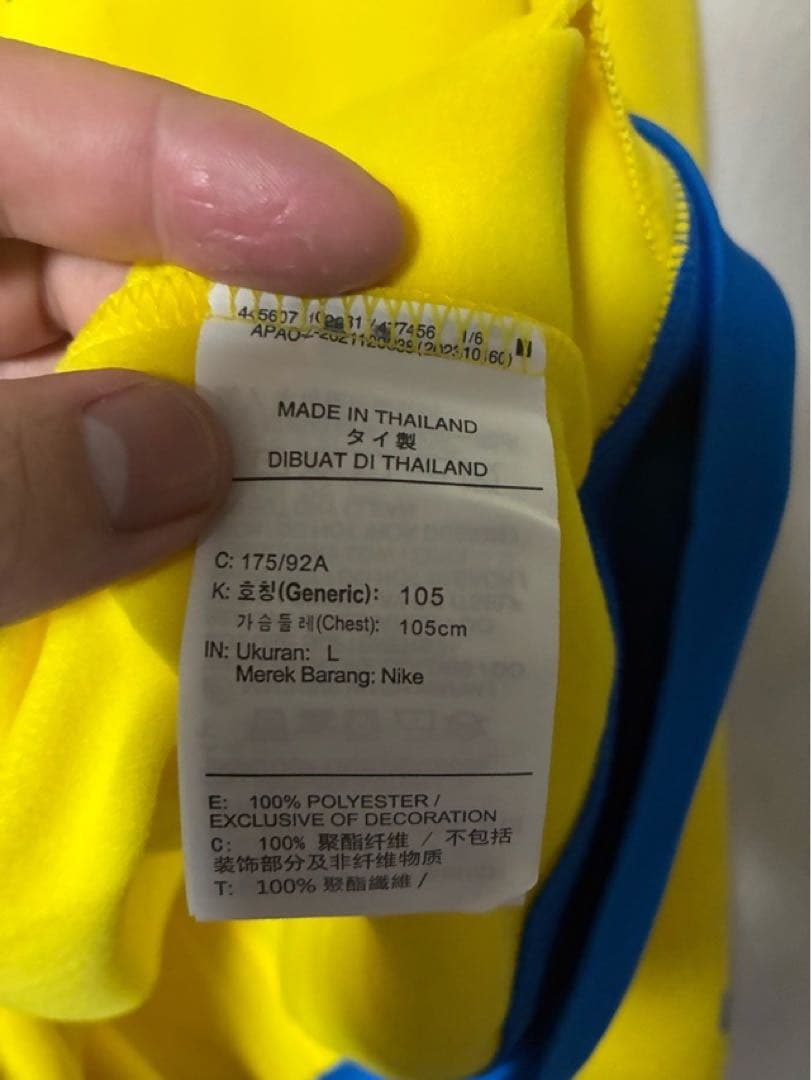 1/6
MADE IN THAILAND
タイ製
DIBUAT DI THAILAND
C: 175/92A
K: 호칭(Generic): 105
가슴둘레(Chest): 105cm
IN: Ukuran: L
Merek Barang: Nike
E: 100% POLYESTER /
EXCLUSIVE OF DECORATION
C: 100% 聚酯纤维 / 不包括
装饰部分及非纤维物质
T: 100% 聚酯纖維 /